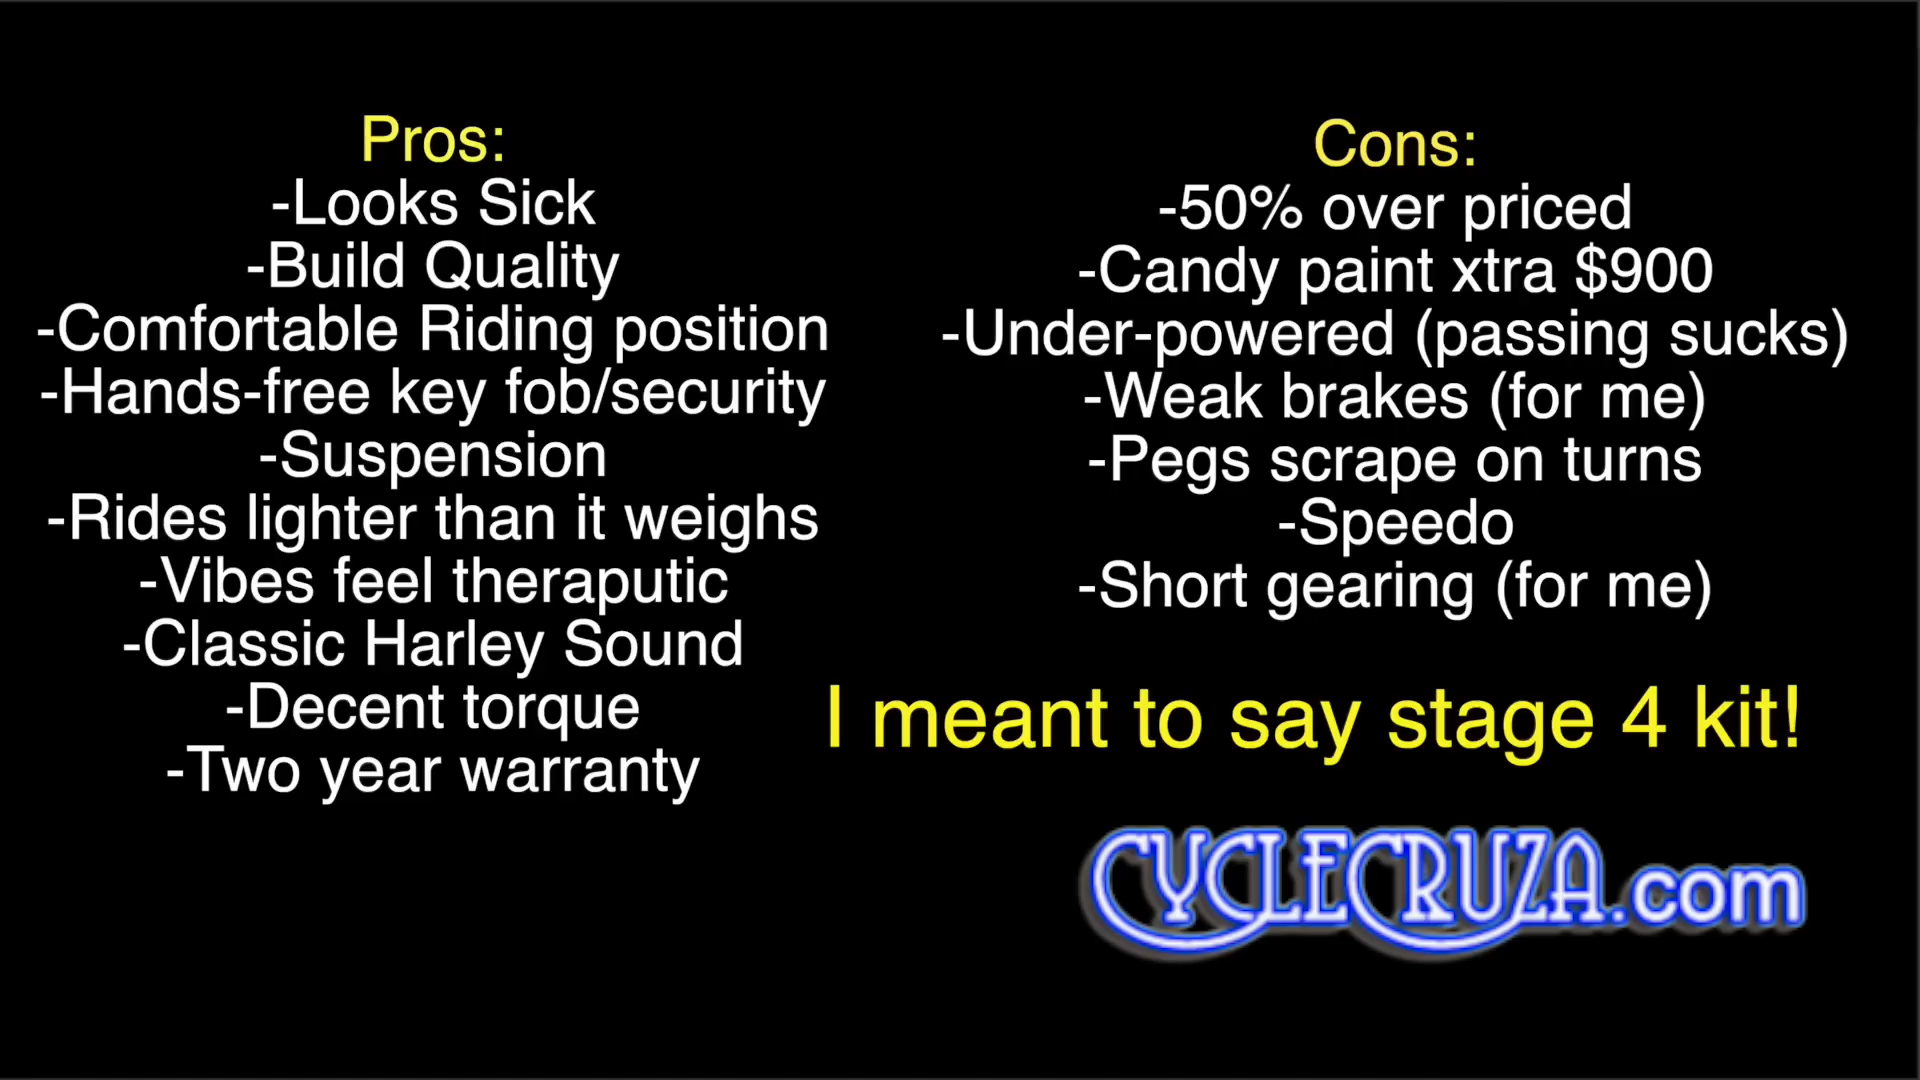 Pros:
-Looks Sick
-Build Quality
-Comfortable Riding position
-Hands-free key fob/security
-Suspension
-Rides lighter than it weighs
-Vibes feel theraputic
-Classic Harley Sound
-Decent torque
-Two year warranty
Cons:
-50% over priced
-Candy paint xtra $900
-Under-powered (passing sucks)
-Weak brakes (for me)
-Pegs scrape on turns
-Speedo
-Short gearing (for me)
I meant to say stage 4 kit!
CYCLECRUZA.com